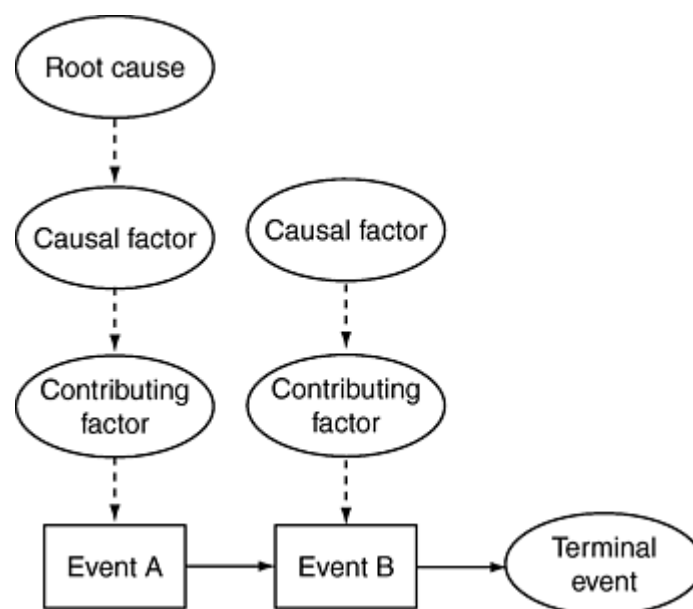 Root cause
Causal factor
Causal factor
Contributing
factor
Contributing
factor
Event A
Event B
Terminal
event